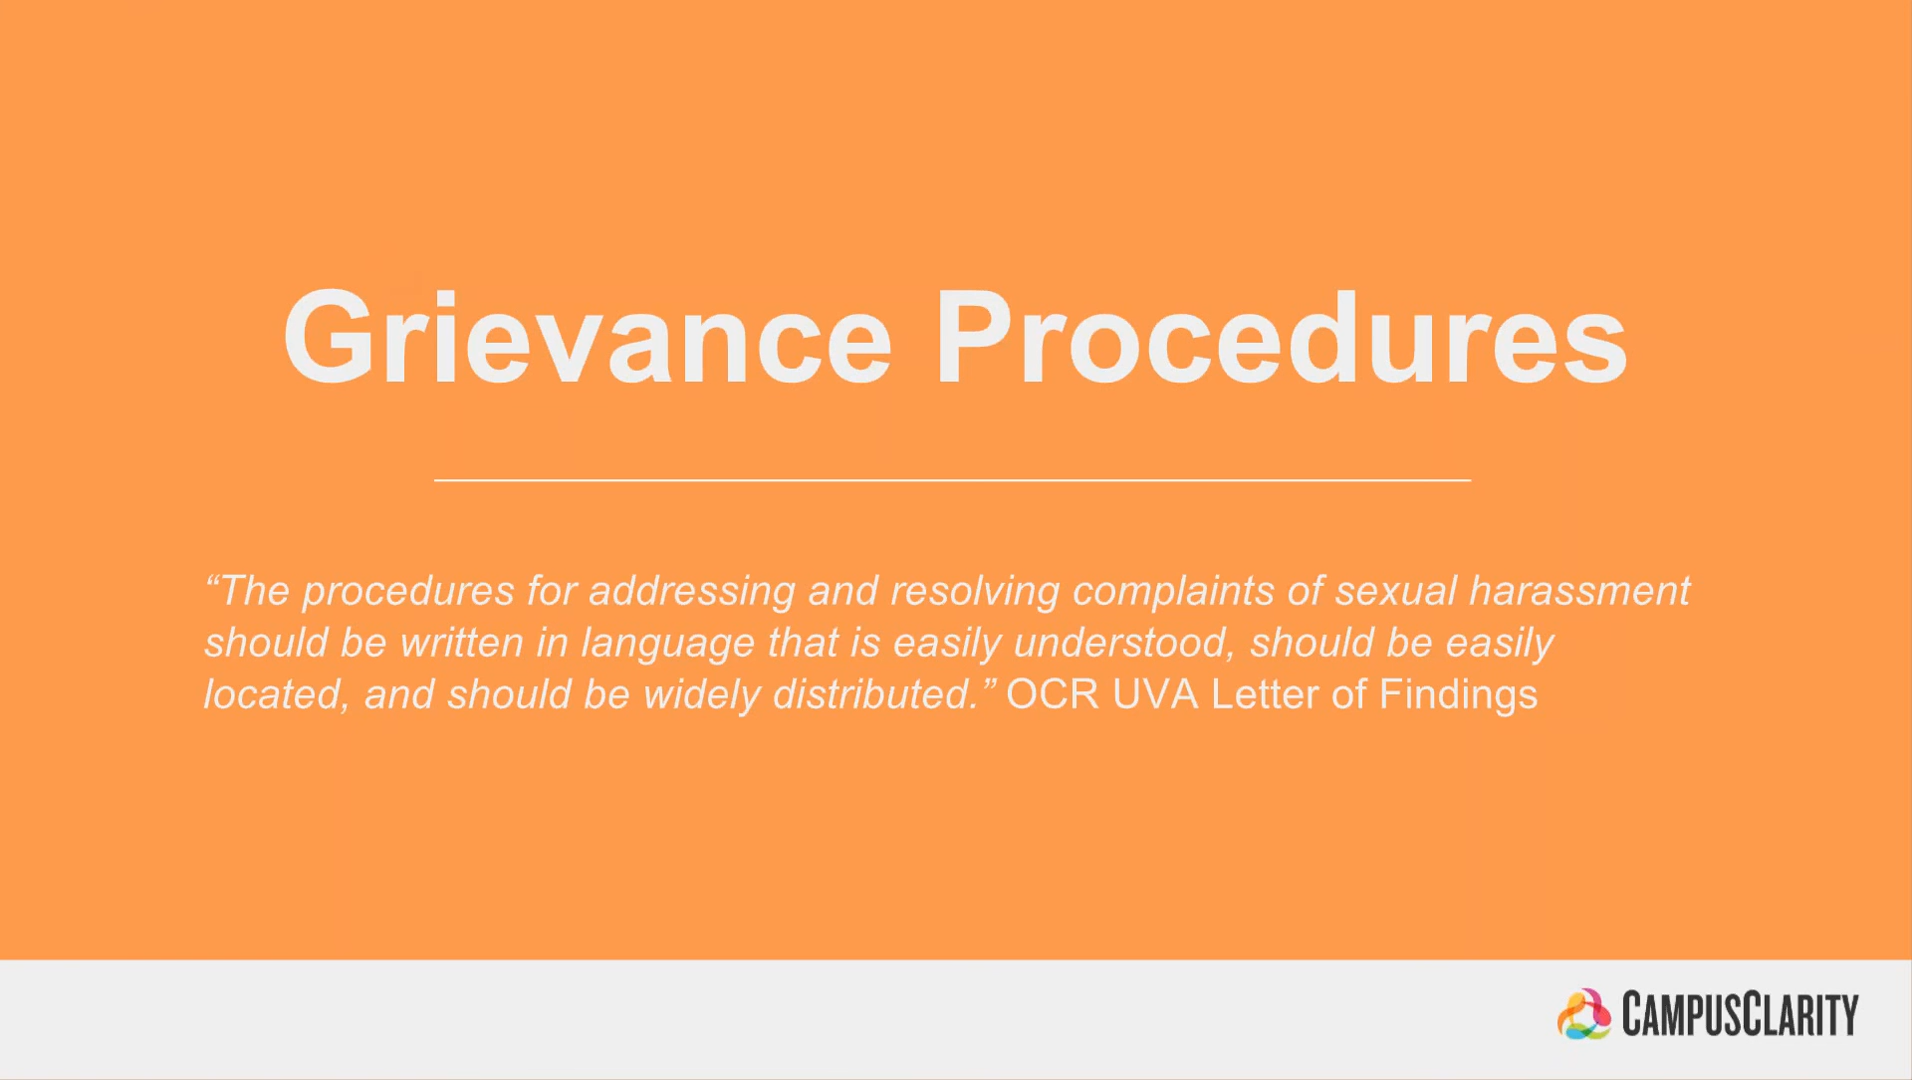 Grievance Procedures
“The procedures for addressing and resolving complaints of sexual harassment
should be written in language that is easily understood, should be easily
located, and should be widely distributed.” OCR UVA Letter of Findings
CAMPUSCLARITY